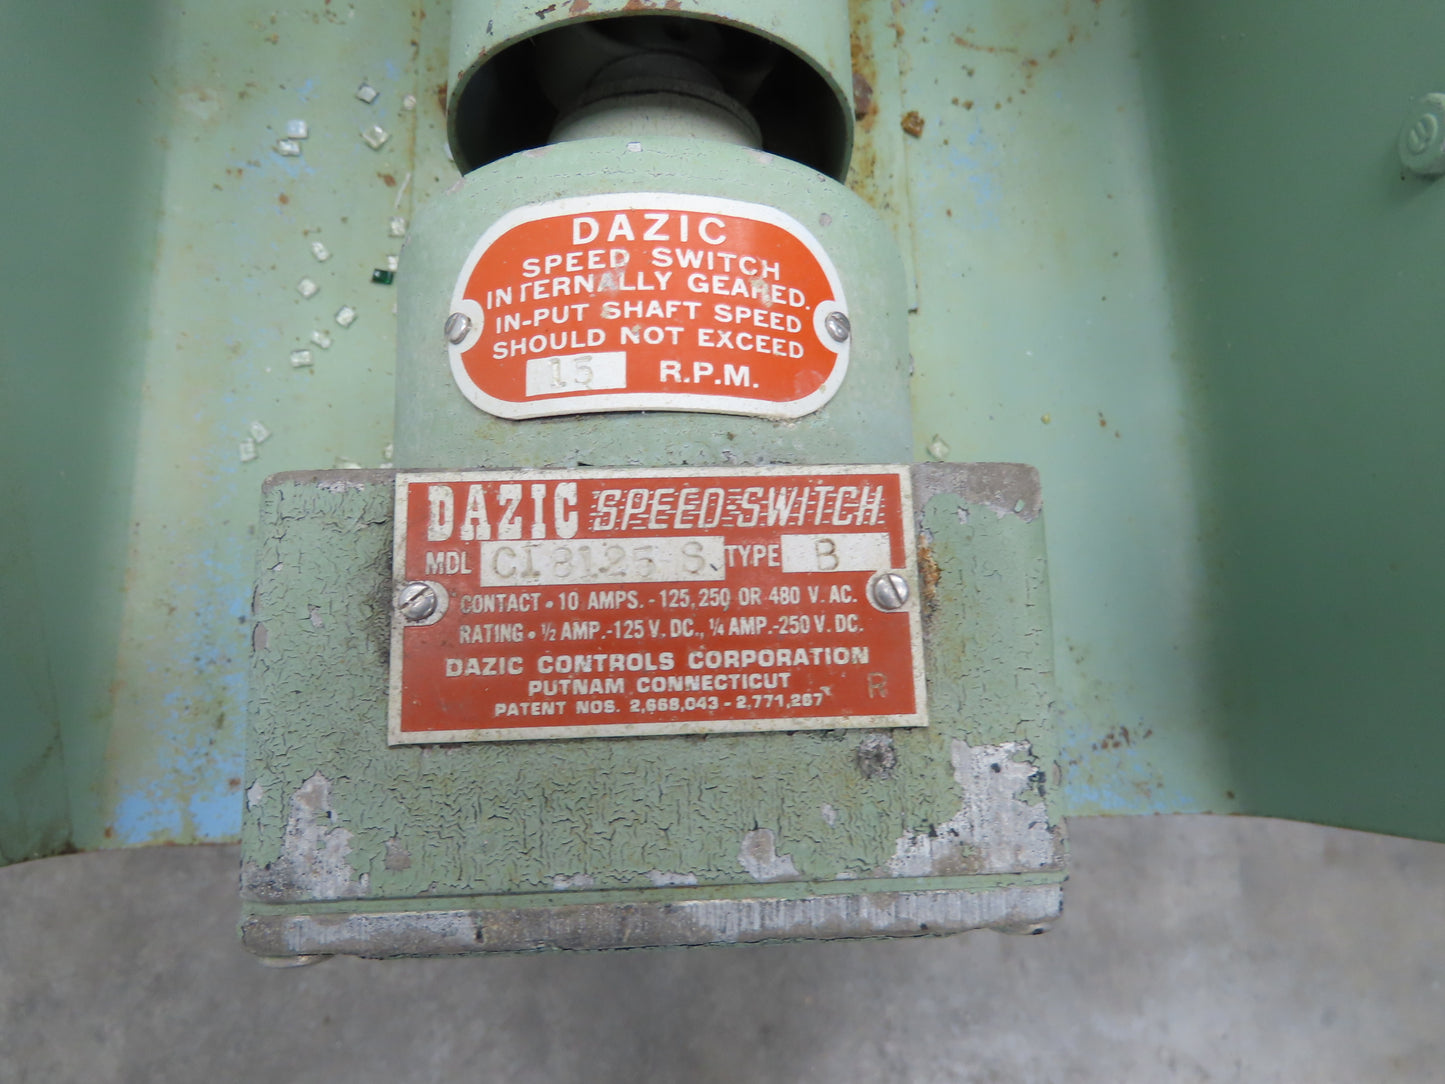 DAZIC
SPEED SWITCH
INTERNALLY GEARED.
IN-PUT SHAFT SPEED
SHOULD NOT EXCEED
15 R.P.M.
DAZIC SPEED SWITCH
MDL CI 8125 S. TYPE B
CONTACT • 10 AMPS. - 125, 250 OR 480 V. AC.
RATING • ½ AMP.-125 V. DC., ¼ AMP.-250 V. DC.
DAZIC CONTROLS CORPORATION
PUTNAM CONNECTICUT R
PATENT NOS. 2,668,043 - 2,771,267